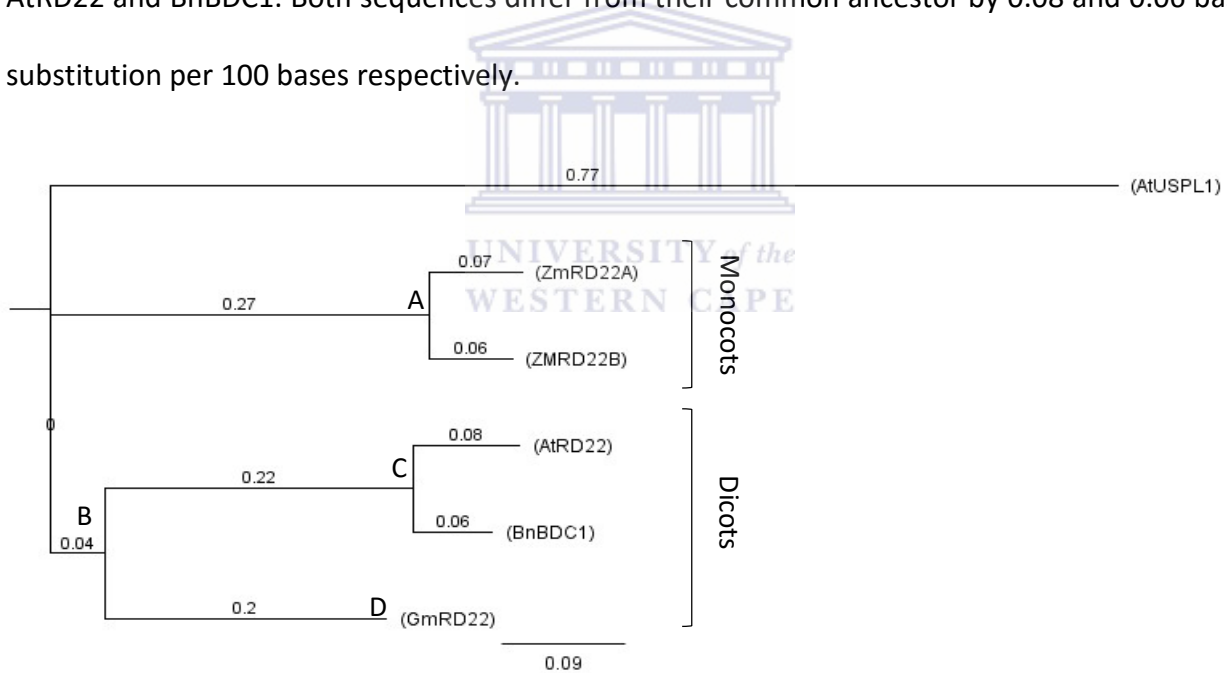 AtRD22 and BnBDC1. Both sequences differ from their common ancestor by 0.08 and 0.06
substitution per 100 bases respectively.
0.77
(AtUSPL1)
UNIVERSITY of the
WESTERN CAPE
0.07
(ZmRD22A)
0.27
A
0.06
(ZMRD22B)
Monocots
0
0.08
(AtRD22)
C
0.22
0.06
(BnBDC1)
B
0.04
0.2
D
(GmRD22)
Dicots
0.09